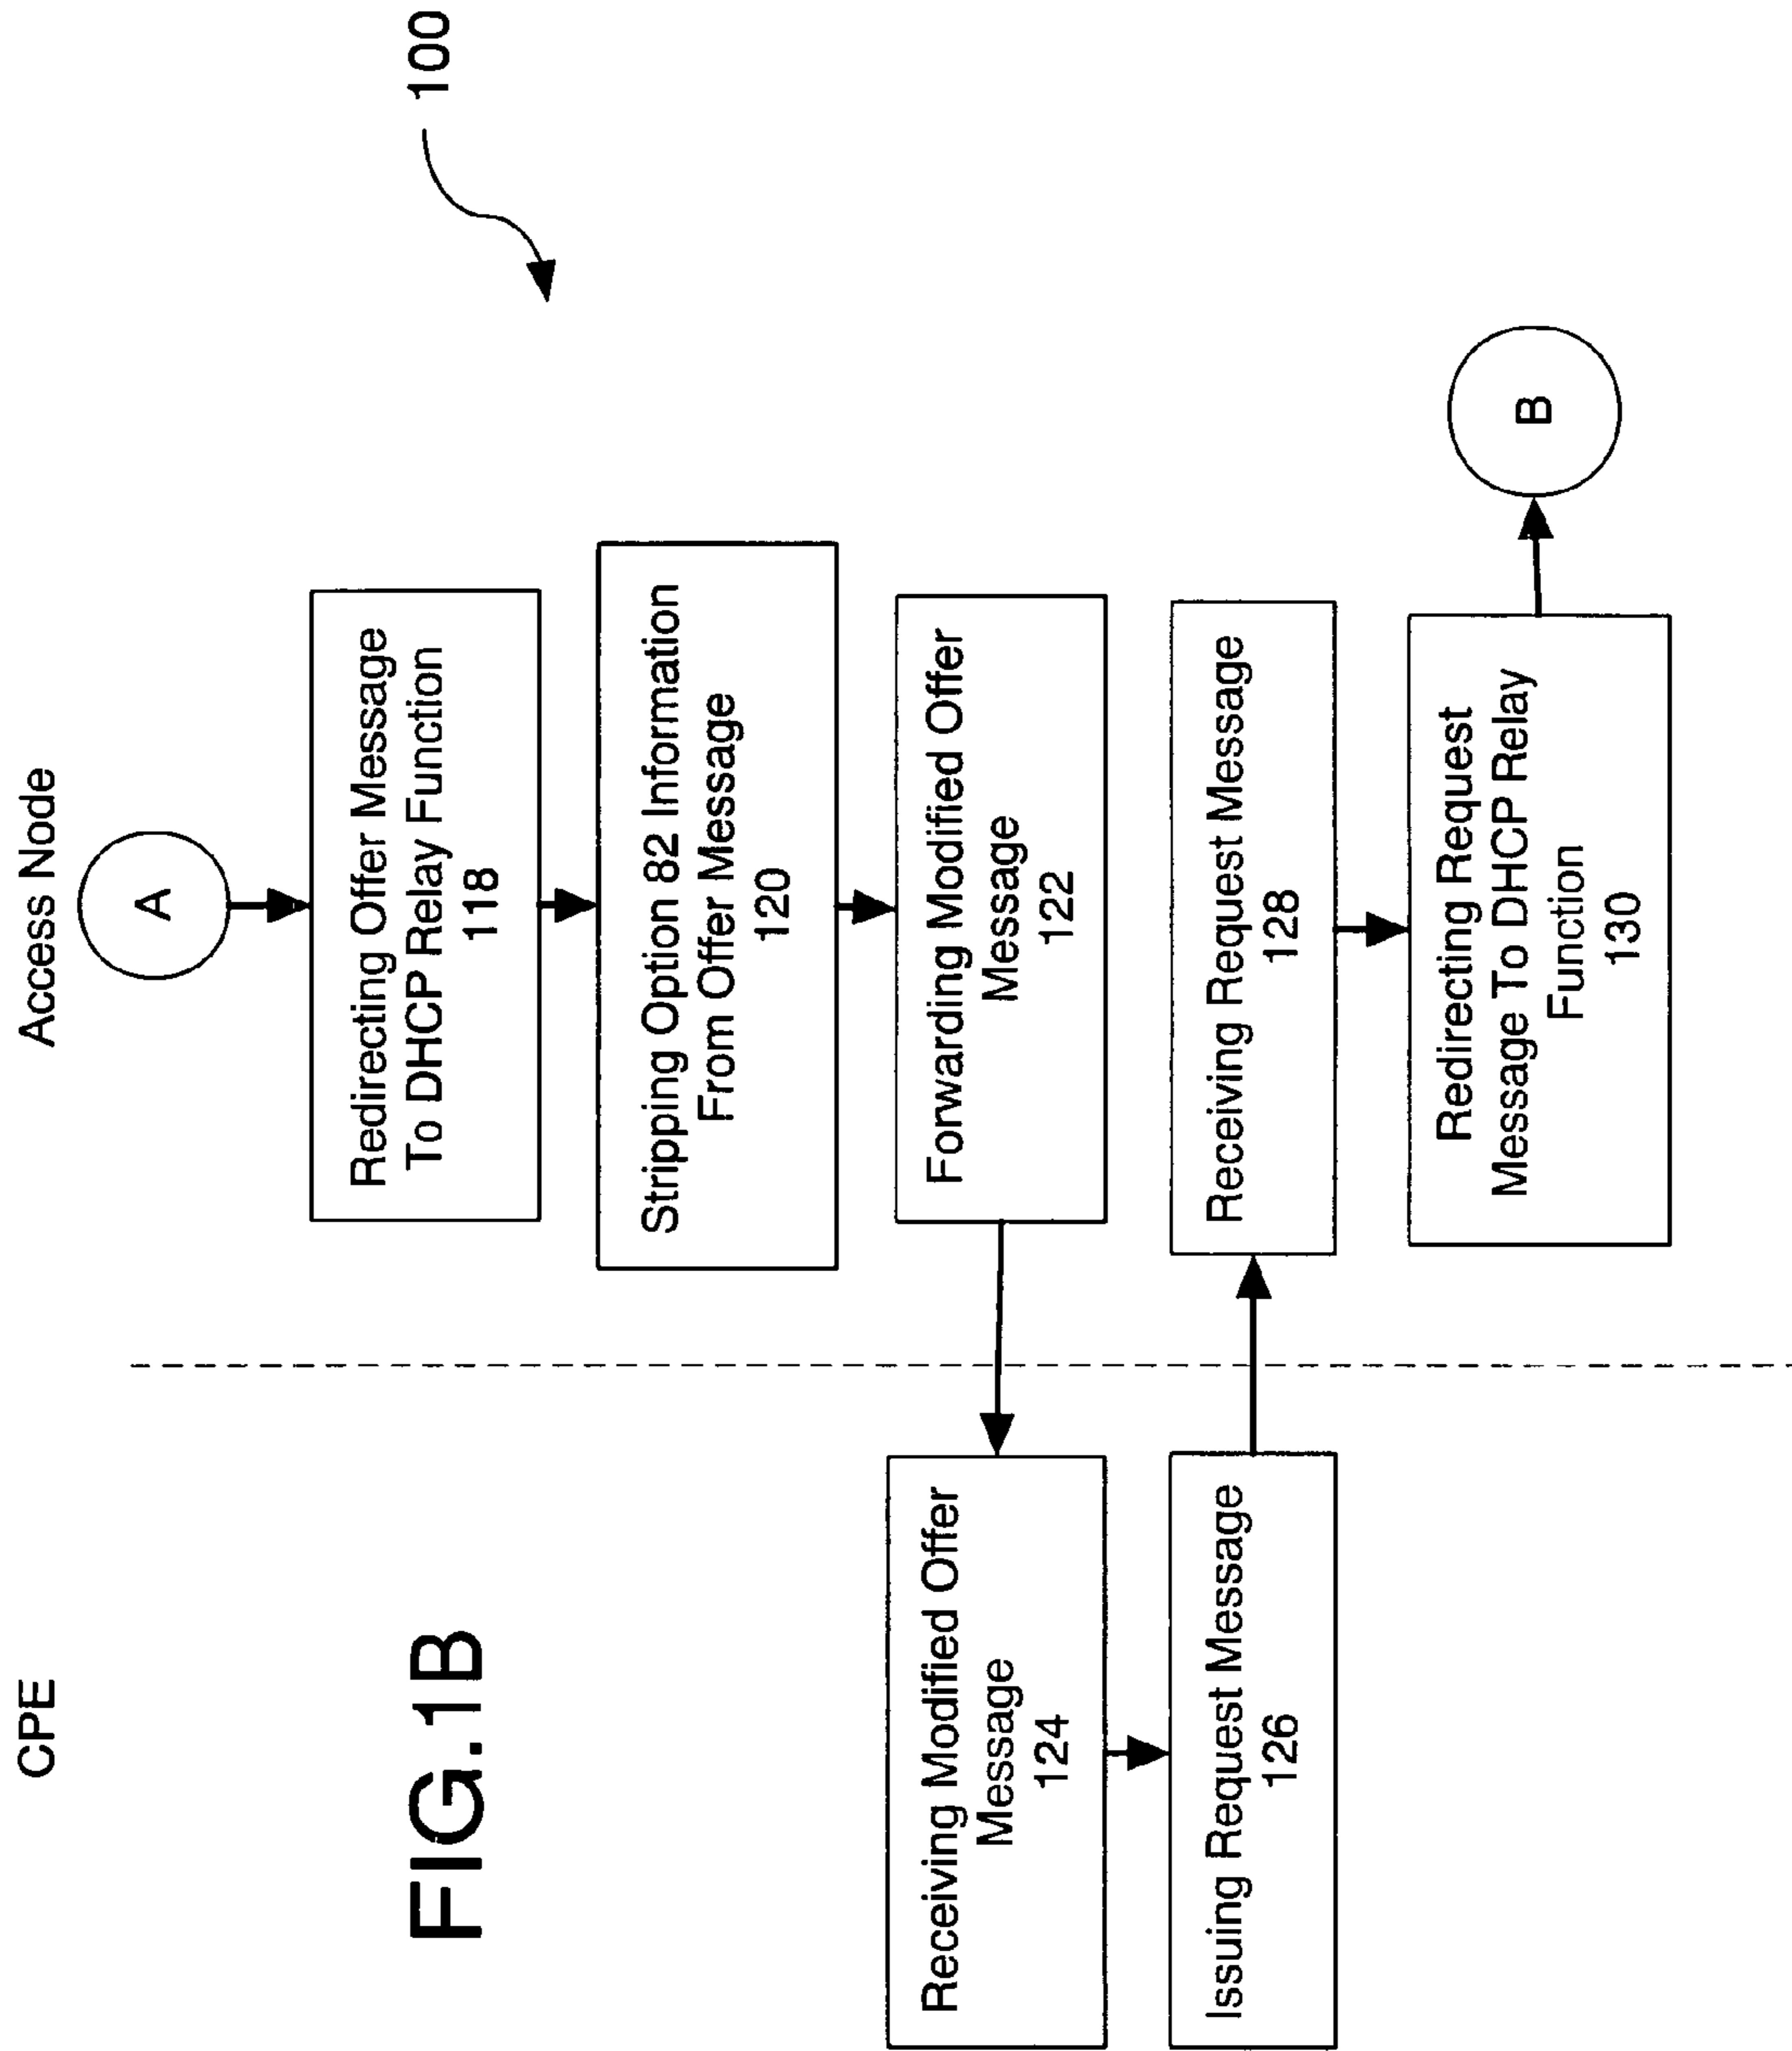 CPE
Access Node
FIG.1B
100
A
Redirecting Offer Message
To DHCP Relay Function
118
Stripping Option 82 Information
From Offer Message
120
Forwarding Modified Offer
Message
122
Receiving Modified Offer
Message
124
Issuing Request Message
126
Receiving Request Message
128
Redirecting Request
Message To DHCP Relay
Function
130
B